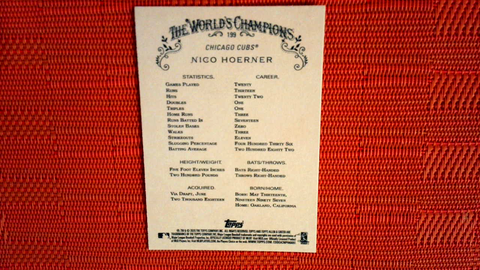 THE WORLD'S CHAMPIONS
199
CHICAGO CUBS®
NICO HOERNER
STATISTICS. CAREER.
GAMES PLAYED TWENTY
RUNS THIRTEEN
HITS TWENTY TWO
DOUBLES ONE
TRIPLES ONE
HOME RUNS THREE
RUNS BATTED IN SEVENTEEN
STOLEN BASES ZERO
WALKS THREE
STRIKEOUTS ELEVEN
SLUGGING PERCENTAGE FOUR HUNDRED THIRTY SIX
BATTING AVERAGE TWO HUNDRED EIGHTY TWO
HEIGHT/WEIGHT. BATS/THROWS.
FIVE FOOT ELEVEN INCHES BATS RIGHT-HANDED
TWO HUNDRED POUNDS THROWS RIGHT-HANDED
ACQUIRED. BORN/HOME.
VIA DRAFT, JUNE BORN: MAY THIRTEENTH,
TWO THOUSAND EIGHTEEN NINETEEN NINETY SEVEN
HOME: OAKLAND, CALIFORNIA
Topps